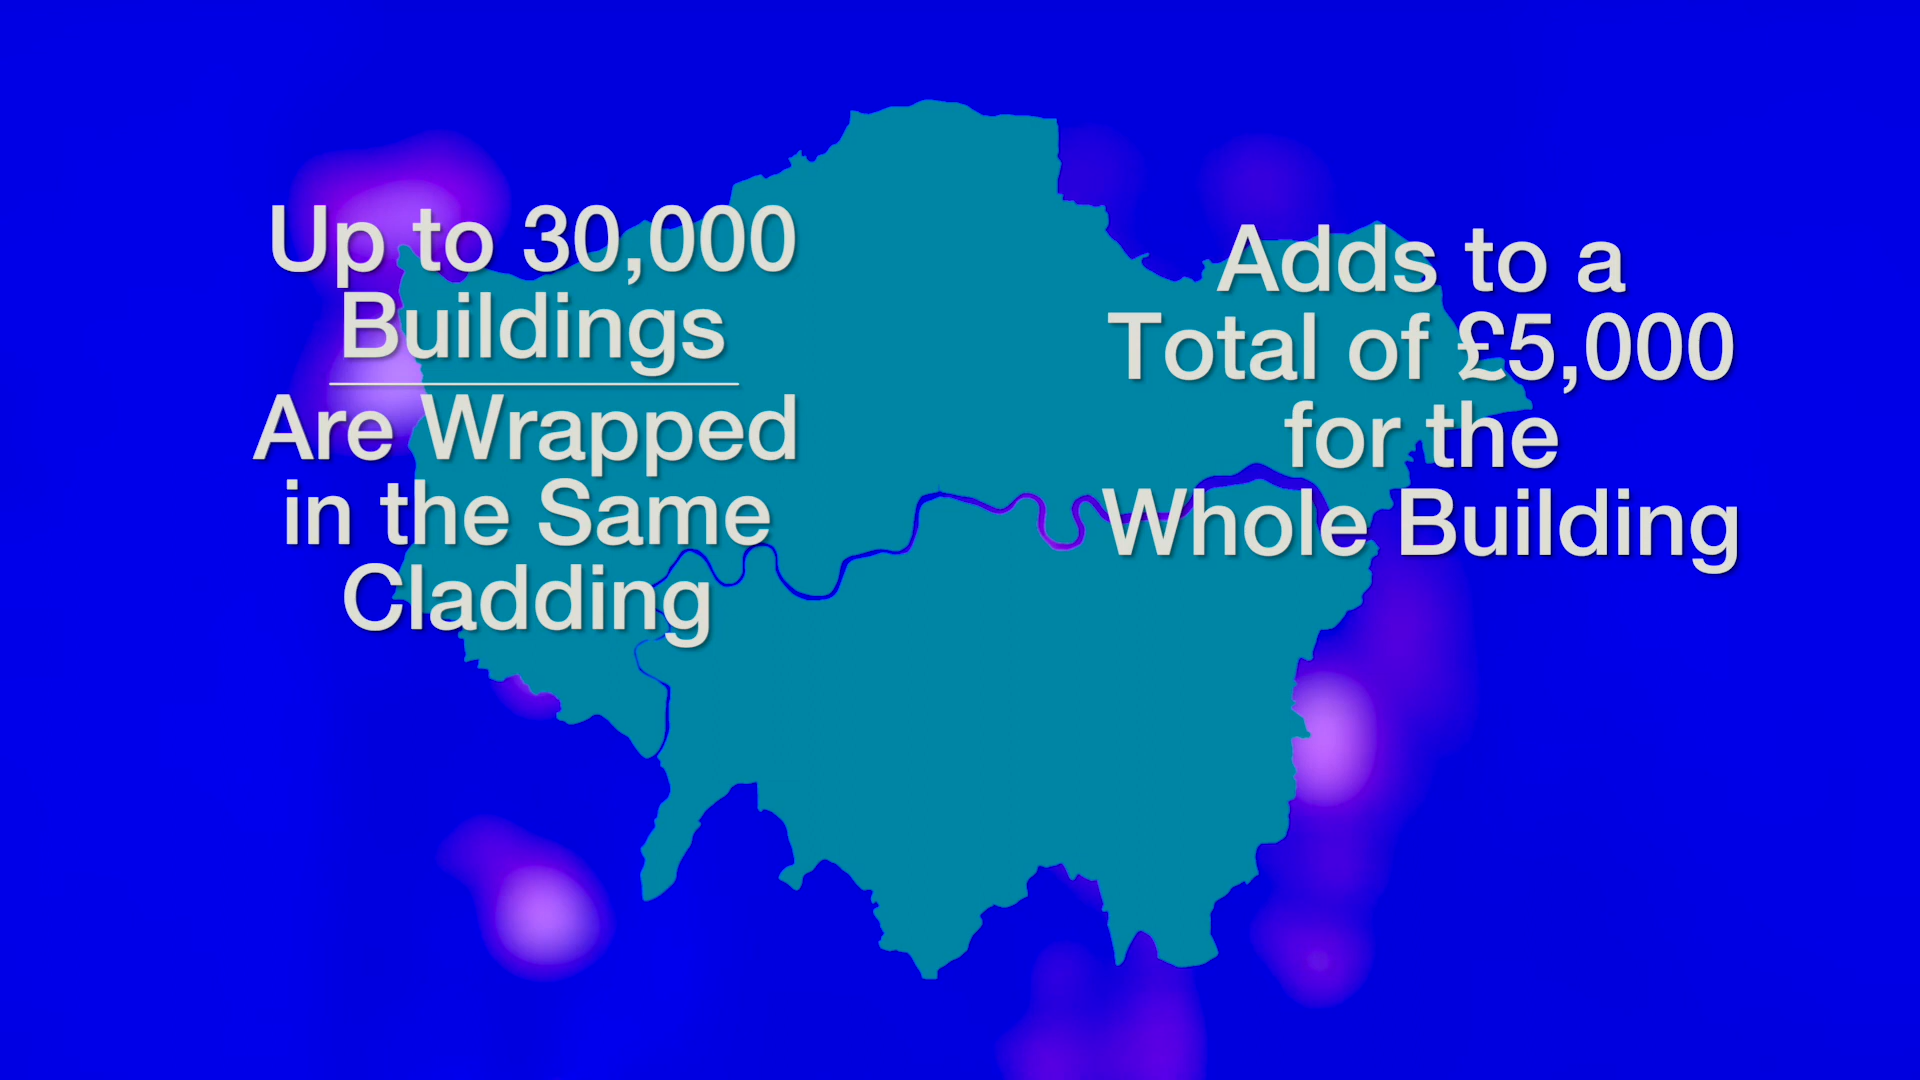 Up to 30,000
Buildings
Are Wrapped
in the Same
Cladding
Adds to a
Total of £5,000
for the
Whole Building